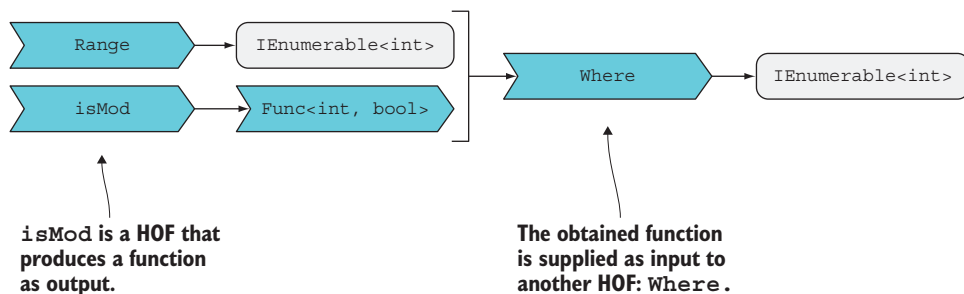 Range
IEnumerable<int>
isMod
Func<int, bool>
Where
IEnumerable<int>
isMod is a HOF that
produces a function
as output.
The obtained function
is supplied as input to
another HOF: Where.